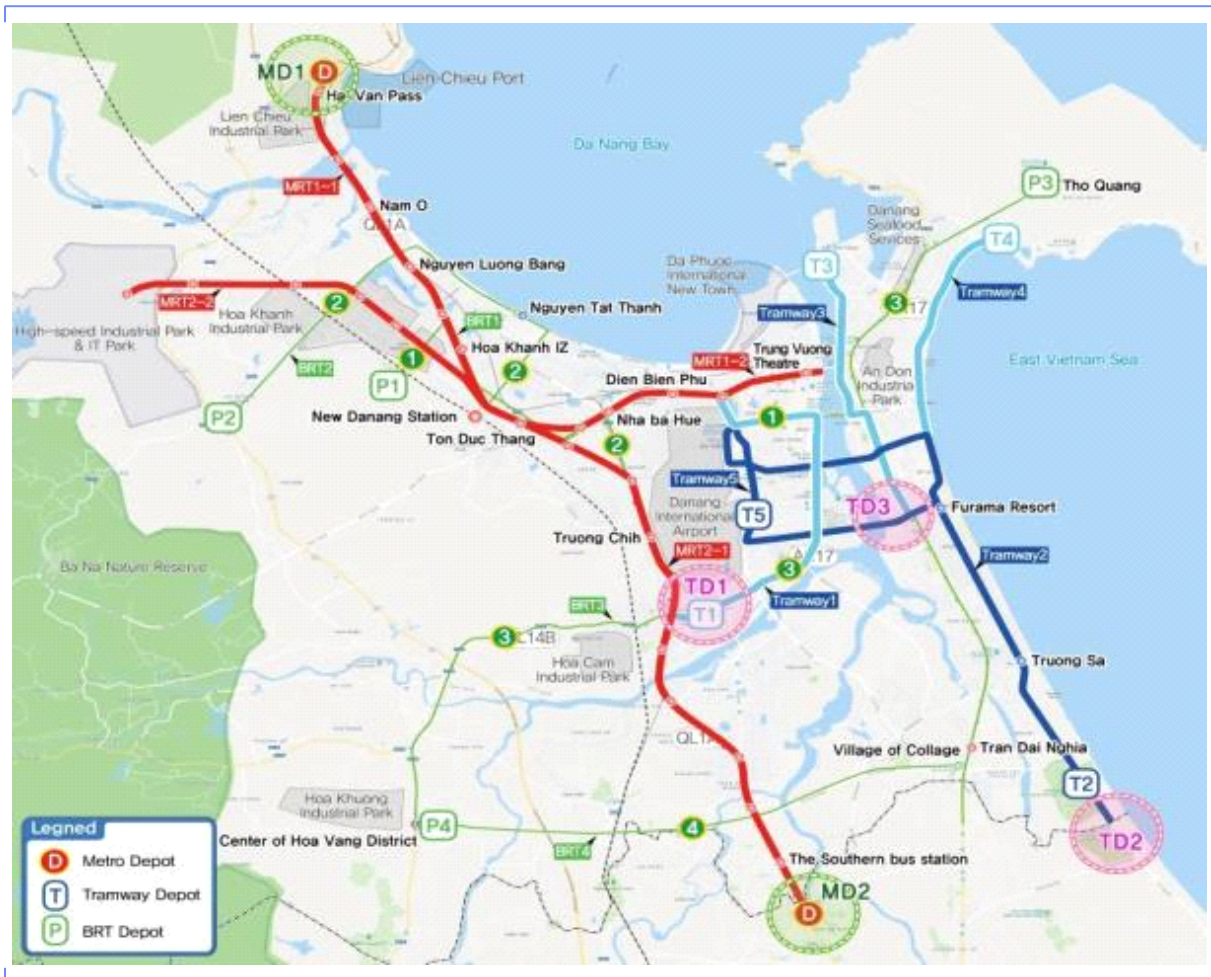 MD1
D
Ha Van Pass
Lien Chieu Port
Lien Chieu
Industrial Park
Da Nang Bay
MRT1-1
Nam O
QL1A
P3
Tho Quang
Danang
Seafood
Sevices
T4
T3
Da Phuoc
International
New Town
Nguyen Luong Bang
MRT2-2
2
Hoa Khanh
Industrial Park
High-speed Industrial Park
& IT Park
Nguyen Tat Thanh
Tramway3
Tramway4
3
17
BRT1
Hoa Khanh IZ
1
2
BRT2
P1
P2
MRT1-2
Trung Vuong
Theatre
East Vietnam Sea
An Don
Industria
Park
Dien Bien Phu
New Danang Station
Ton Duc Thang
Nha ba Hue
1
2
Tramway5
T5
Danang
International
Airport
TD3
Furama Resort
Truong Chih
MRT2-1
Tramway2
A 17
3
TD1
T1
Tramway1
Ba Na Nature Reserve
BRT3
3
L14B
Hoa Cam
Industrial Park
Truong Sa
QL1A
Village of Collage
Tran Dai Nghia
T2
TD2
Hoa Khuong
Industrial Park
P4
Center of Hoa Vang District
BRT4
4
The Southern bus station
MD2
D
Legned
D Metro Depot
T Tramway Depot
P BRT Depot